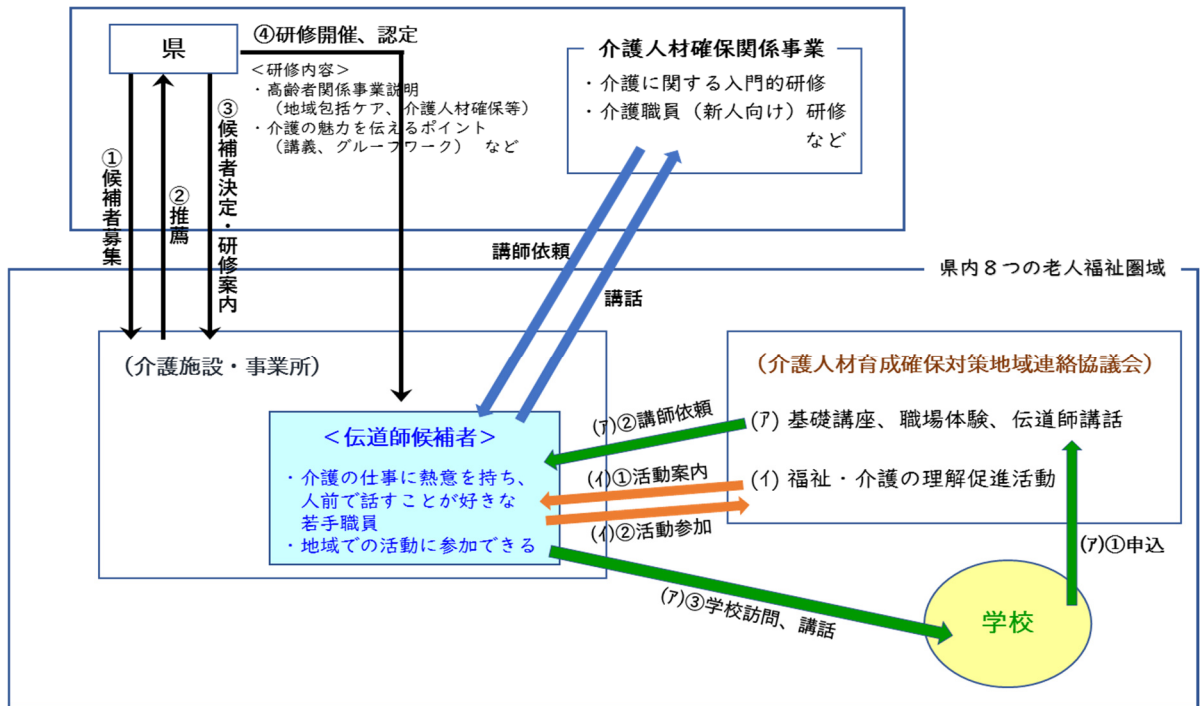 県
④研修開催、認定
＜研修内容＞
・高齢者関係事業説明
（地域包括ケア、介護人材確保等）
・介護の魅力を伝えるポイント
（講義、グループワーク）　など
介護人材確保関係事業
・介護に関する入門的研修
・介護職員（新人向け）研修
など
①候補者募集
②推薦
③候補者決定・研修案内
講師依頼
講話
県内８つの老人福祉圏域
（介護施設・事業所）
＜伝道師候補者＞
・介護の仕事に熱意を持ち、
人前で話すことが好きな
若手職員
・地域での活動に参加できる
（介護人材育成確保対策地域連絡協議会）
(ｱ) 基礎講座、職場体験、伝道師講話
(ｲ) 福祉・介護の理解促進活動
(ｱ)②講師依頼
(ｲ)①活動案内
(ｲ)②活動参加
(ｱ)③学校訪問、講話
(ｱ)①申込
学校